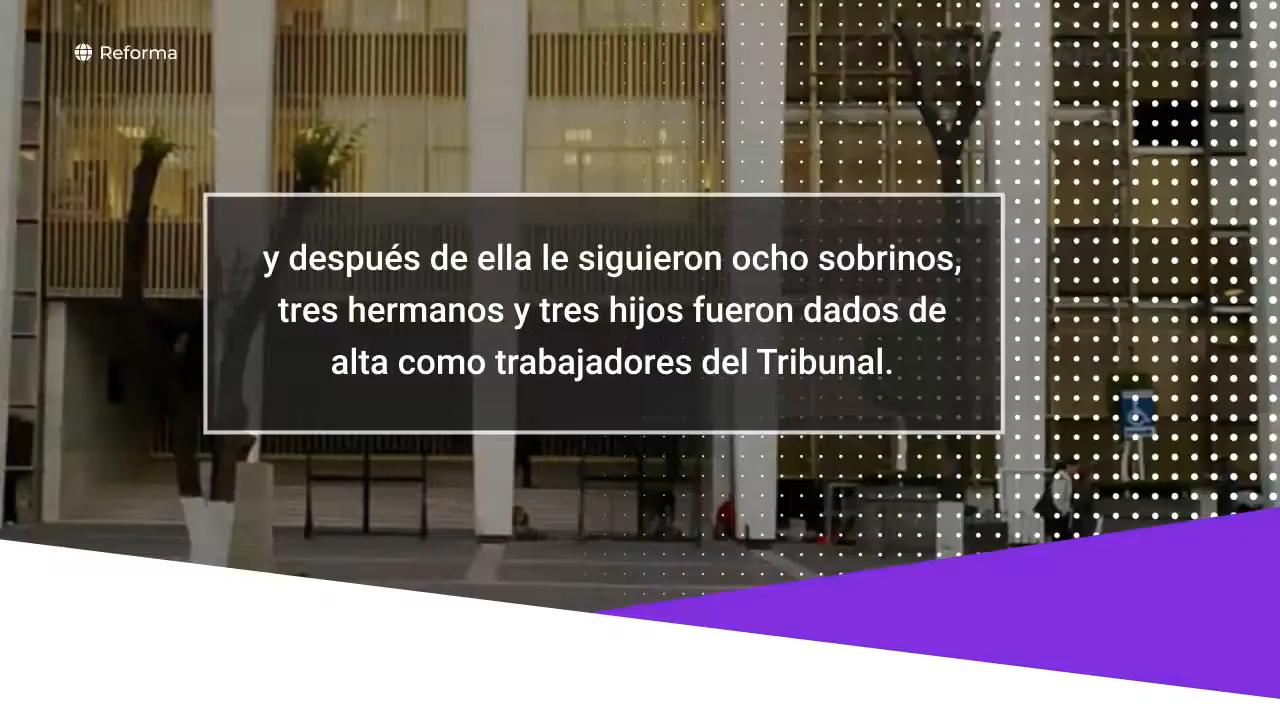 Reforma
y después de ella le siguieron ocho sobrinos,
tres hermanos y tres hijos fueron dados de
alta como trabajadores del Tribunal.